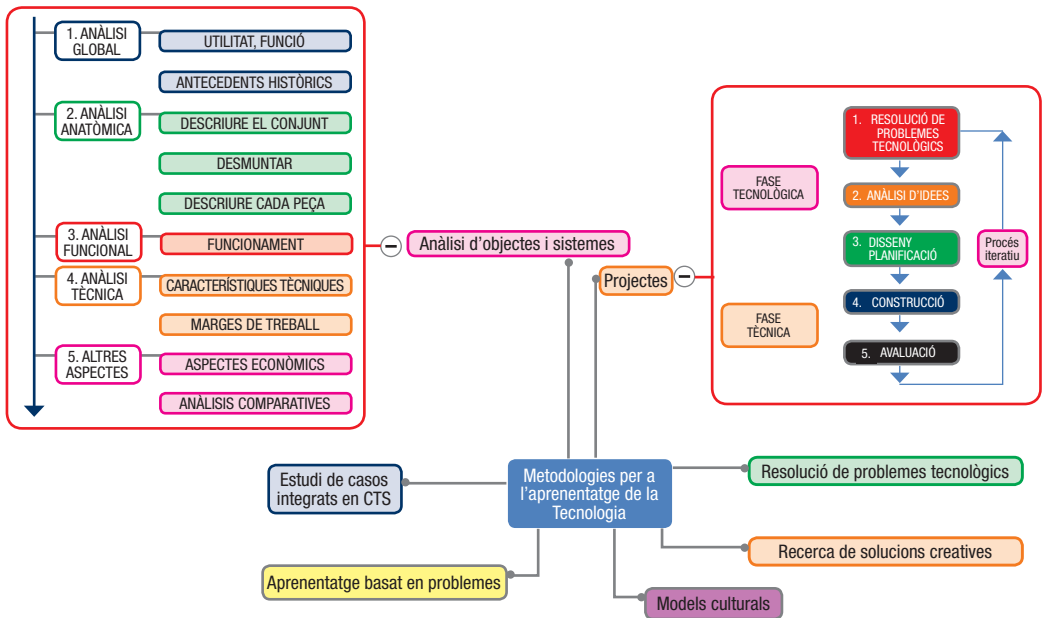 1. ANÀLISI
GLOBAL
UTILITAT, FUNCIÓ
ANTECEDENTS HISTÒRICS
2. ANÀLISI
ANATÒMICA
DESCRIURE EL CONJUNT
DESMUNTAR
DESCRIURE CADA PEÇA
3. ANÀLISI
FUNCIONAL
FUNCIONAMENT
4. ANÀLISI
TÈCNICA
CARACTERÍSTIQUES TÈCNIQUES
MARGES DE TREBALL
5. ALTRES
ASPECTES
ASPECTES ECONÒMICS
ANÀLISIS COMPARATIVES
Anàlisi d'objectes i sistemes
Projectes
FASE
TECNOLÒGICA
FASE
TÈCNICA
1. RESOLUCIÓ DE
PROBLEMES
TECNOLÒGICS
2. ANÀLISI D'IDEES
3. DISSENY
PLANIFICACIÓ
4. CONSTRUCCIÓ
5. AVALUACIÓ
Procés
iteratiu
Metodologies per a
l'aprenentatge de la
Tecnologia
Estudi de casos
integrats en CTS
Aprenentatge basat en problemes
Resolució de problemes tecnològics
Recerca de solucions creatives
Models culturals